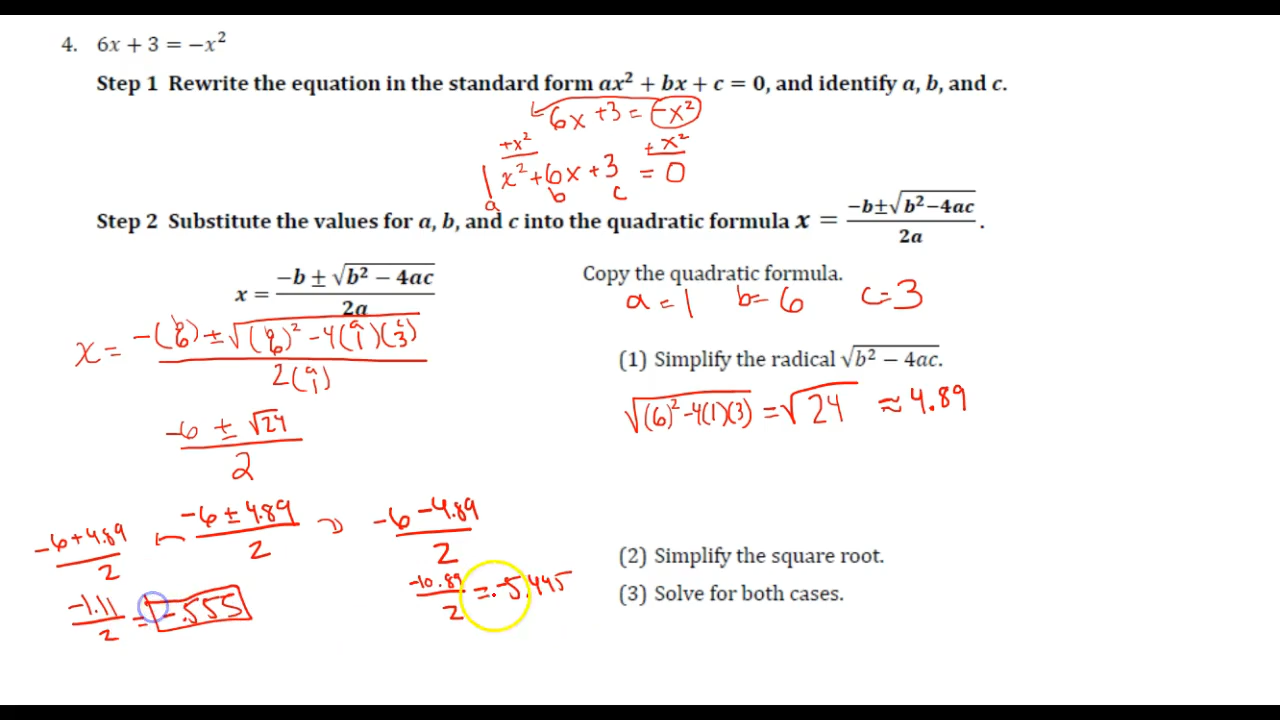 4. 6x + 3 = −x²
Step 1 Rewrite the equation in the standard form ax² + bx + c = 0, and identify a, b, and c.
6x +3 = −x²
+x² + x²
1 x² + 6x + 3 = 0
a b c
Step 2 Substitute the values for a, b, and c into the quadratic formula x = (−b±√(b²−4ac))/2a.
x = (−b ± √(b² − 4ac))/2a
Copy the quadratic formula.
a = 1 b = 6 c = 3
x = (−(6) ± √((6)² − 4(1)(3)))/2(1)
(1) Simplify the radical √(b² − 4ac).
√((6)² − 4(1)(3)) = √24 ≈ 4.89
(−6 ± √24)/2
(−6 + 4.89)/2 (−6 ± 4.89)/2 (−6 − 4.89)/2
(2) Simplify the square root.
−1.11/2 = −.555 −10.89/2 = −5.445
(3) Solve for both cases.